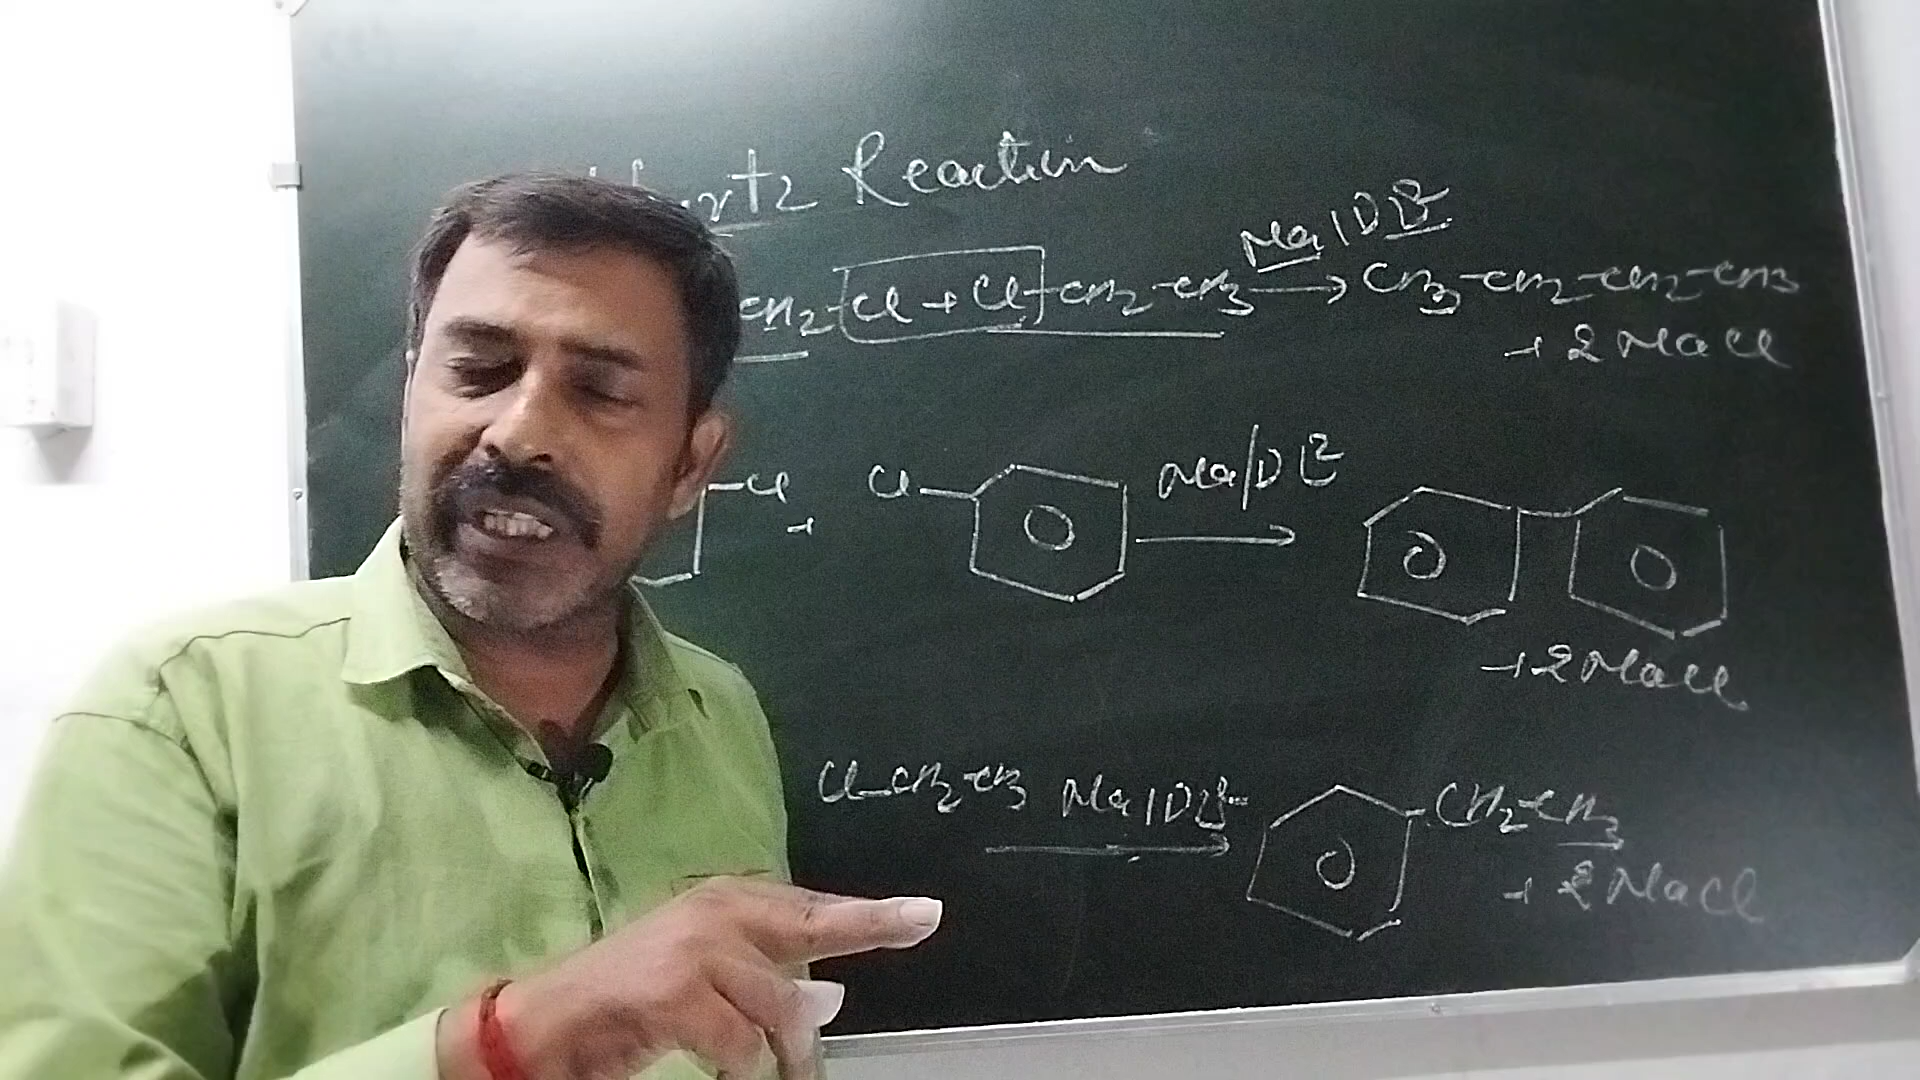 Reaction
Na/DE
CH2-Cl + Cl-CH2-CH3 → CH3-CH2-CH2-CH3
+ 2NaCl
Cl + Cl Na/DE →
+ 2NaCl
Cl-CH2-CH3 Na/DE → CH2-CH3
+ 2NaCl